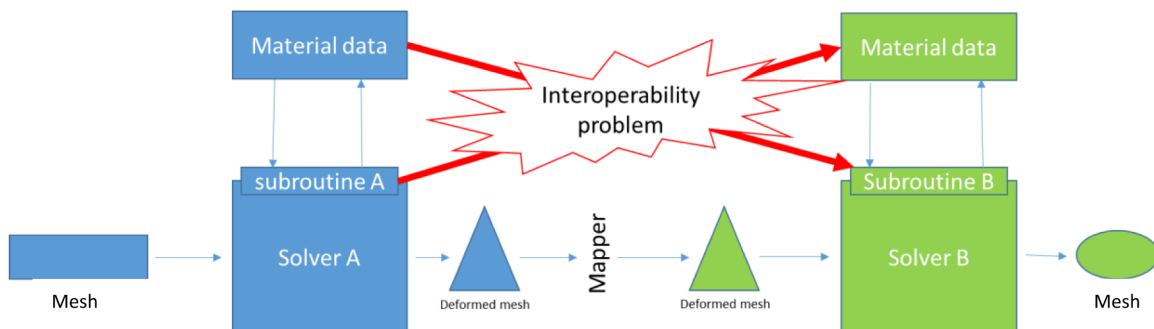 Material data
Material data
Interoperability
problem
subroutine A
Subroutine B
Solver A
Mapper
Solver B
Mesh
Deformed mesh
Deformed mesh
Mesh